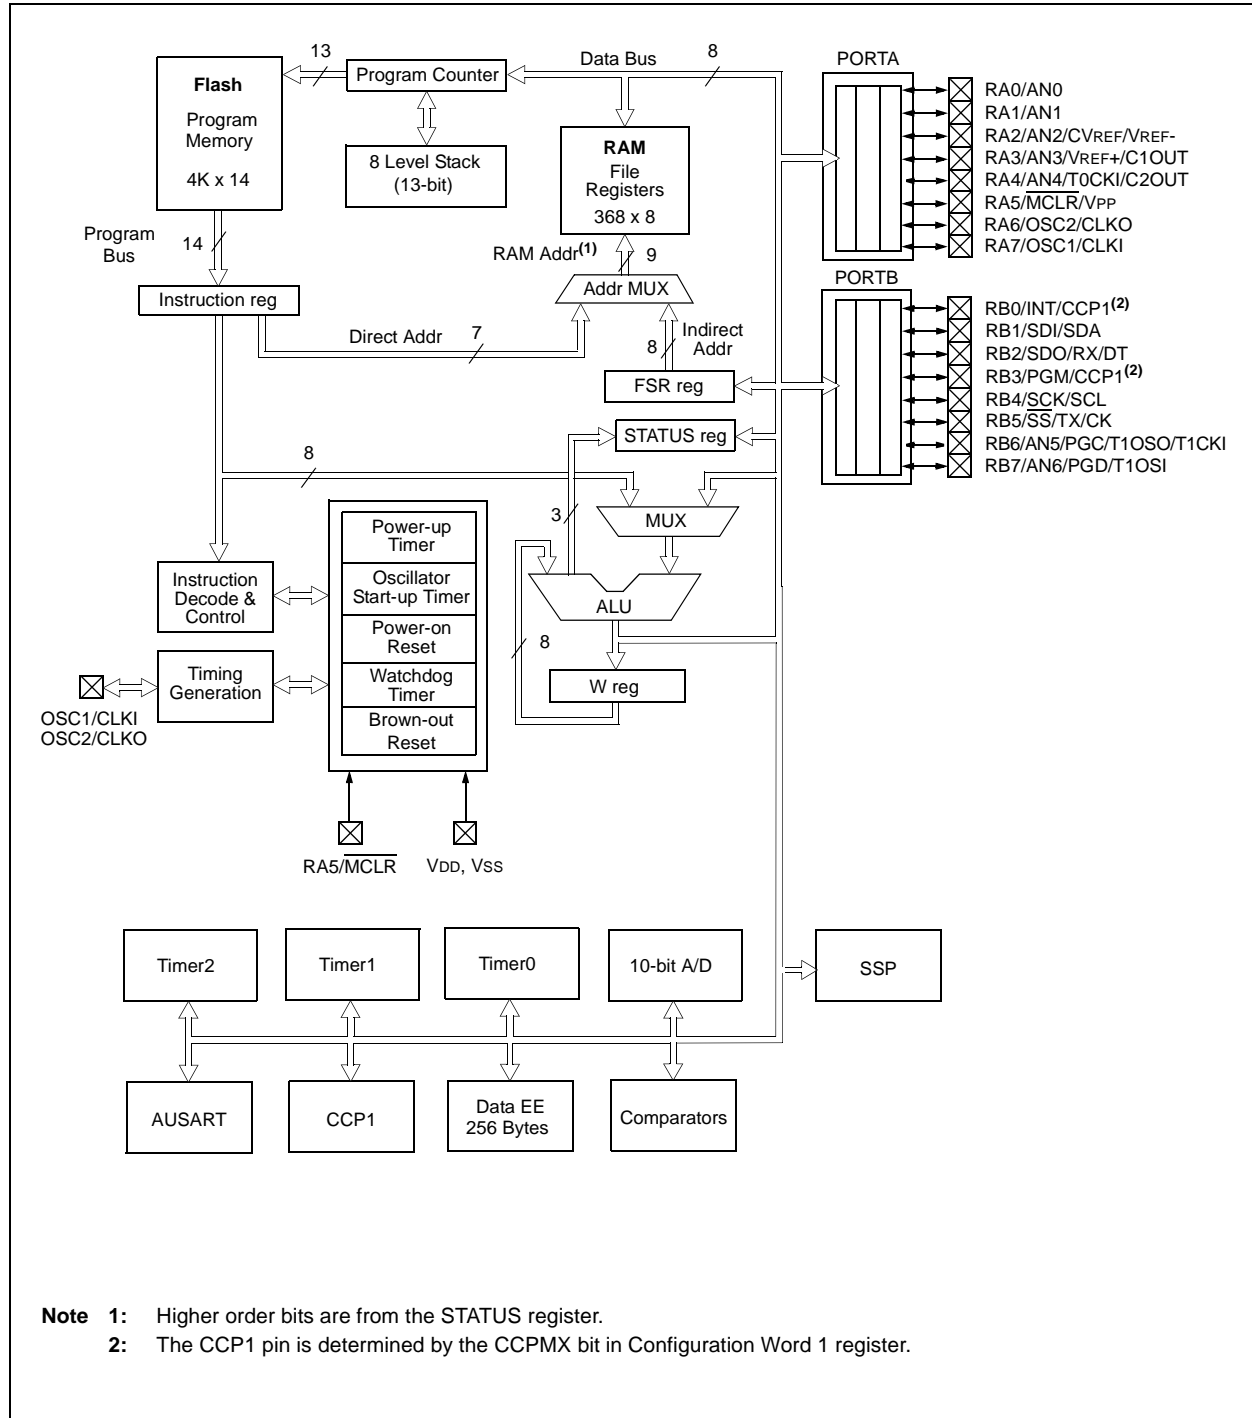 13
Data Bus
8
PORTA
Flash
Program
Memory
4K x 14
Program Counter
8 Level Stack
(13-bit)
RAM
File
Registers
368 x 8
RA0/AN0
RA1/AN1
RA2/AN2/CVREF/VREF-
RA3/AN3/VREF+/C1OUT
RA4/AN4/T0CKI/C2OUT
RA5/MCLR/VPP
RA6/OSC2/CLKO
RA7/OSC1/CLKI
Program
Bus
14
RAM Addr(1)
9
PORTB
Instruction reg
Addr MUX
Direct Addr
7
8
Indirect
Addr
FSR reg
RB0/INT/CCP1(2)
RB1/SDI/SDA
RB2/SDO/RX/DT
RB3/PGM/CCP1(2)
RB4/SCK/SCL
RB5/SS/TX/CK
RB6/AN5/PGC/T1OSO/T1CKI
RB7/AN6/PGD/T1OSI
STATUS reg
8
3
MUX
Power-up
Timer
Oscillator
Start-up Timer
Power-on
Reset
Watchdog
Timer
Brown-out
Reset
Instruction
Decode &
Control
ALU
8
Timing
Generation
W reg
OSC1/CLKI
OSC2/CLKO
RA5/MCLR
VDD, VSS
Timer2
Timer1
Timer0
10-bit A/D
SSP
AUSART
CCP1
Data EE
256 Bytes
Comparators
Note 1: Higher order bits are from the STATUS register.
2: The CCP1 pin is determined by the CCPMX bit in Configuration Word 1 register.